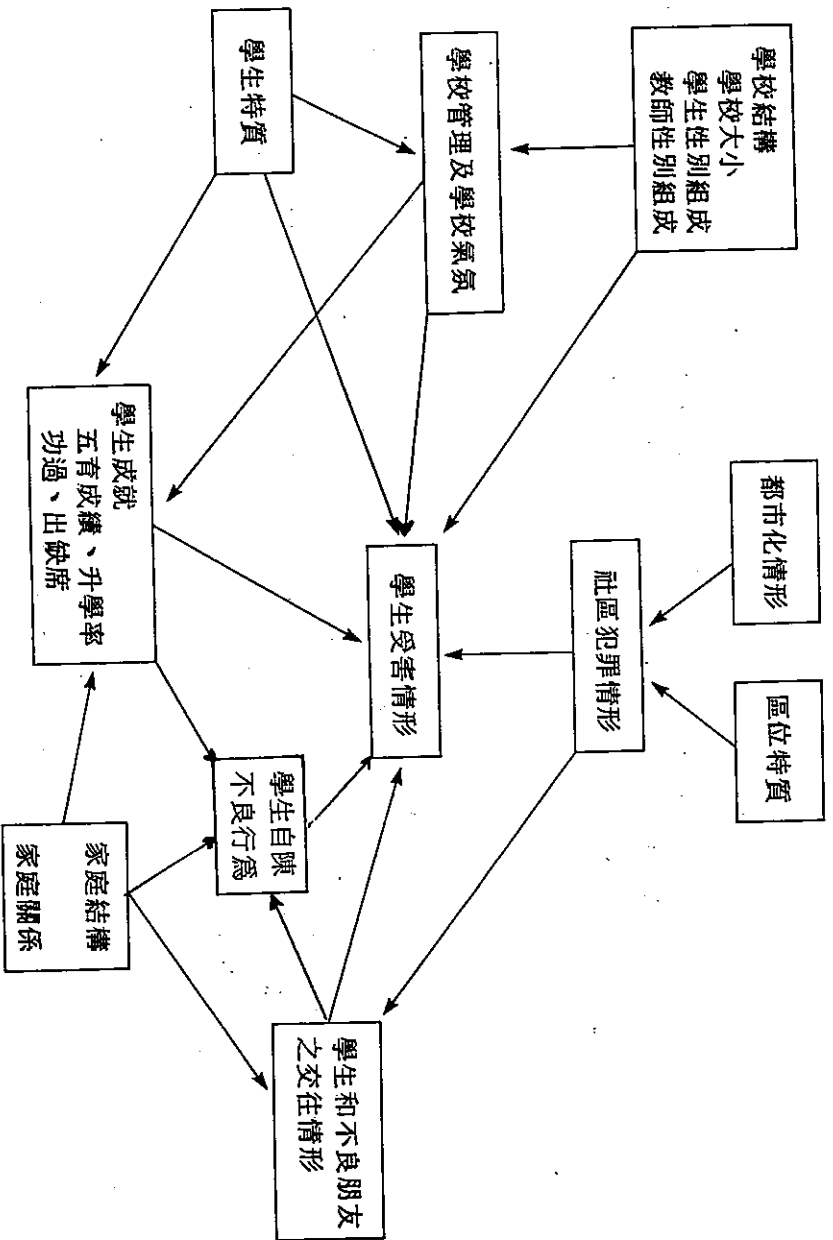 學校結構
學校大小
學生性別組成
教師性別組成
學校管理及學校氣氛
學生特質
都市化情形
區位特質
社區犯罪情形
學生受害情形
學生成就
五育成績、升學率
功過、出缺席
學生自陳
不良行爲
家庭結構
家庭關係
學生和不良朋友
之交往情形